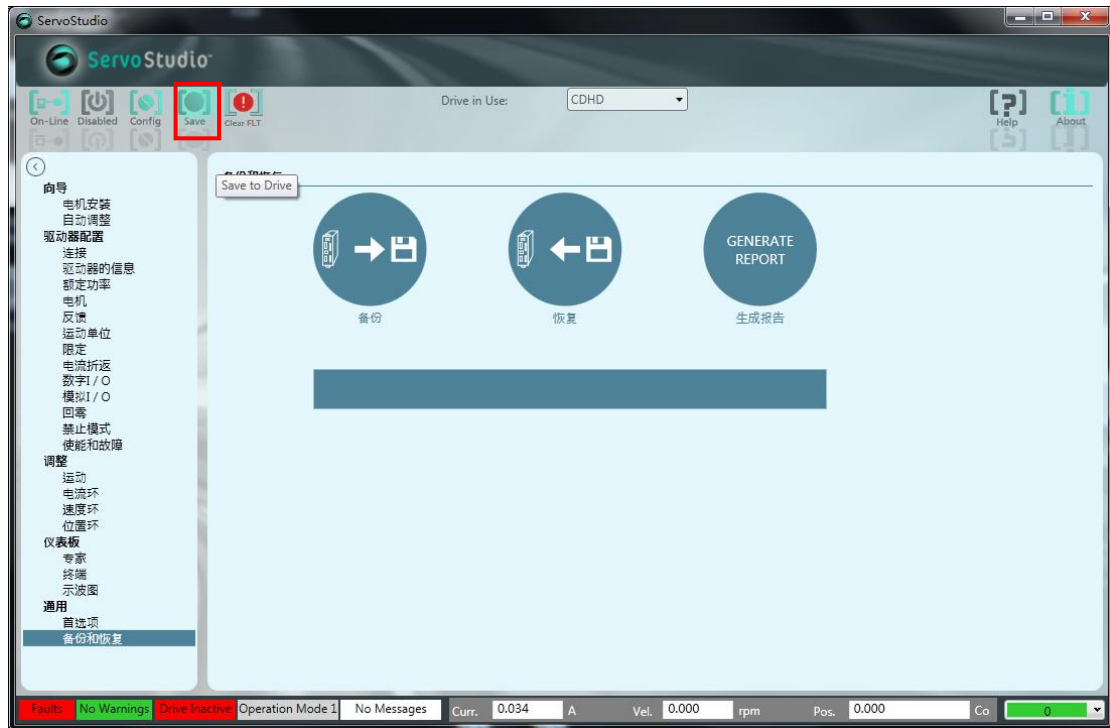 ServoStudio
ServoStudio
On-Line
Disabled
Config
Save
Clear FLT
Drive in Use:
CDHD
Help
About
备份和恢复
Save to Drive
向导
电机安装
自动调整
驱动器配置
连接
驱动器的信息
额定功率
电机
反馈
运动单位
限定
电流折返
数字I / O
模拟I / O
回零
禁止模式
使能和故障
调整
运动
电流环
速度环
位置环
仪表板
专家
终端
示波图
通用
首选项
备份和恢复
备份
恢复
GENERATE
REPORT
生成报告
Faults
No Warnings
Drive Inactive
Operation Mode 1
No Messages
Curr.
0.034
A
Vel.
0.000
rpm
Pos.
0.000
Co
0